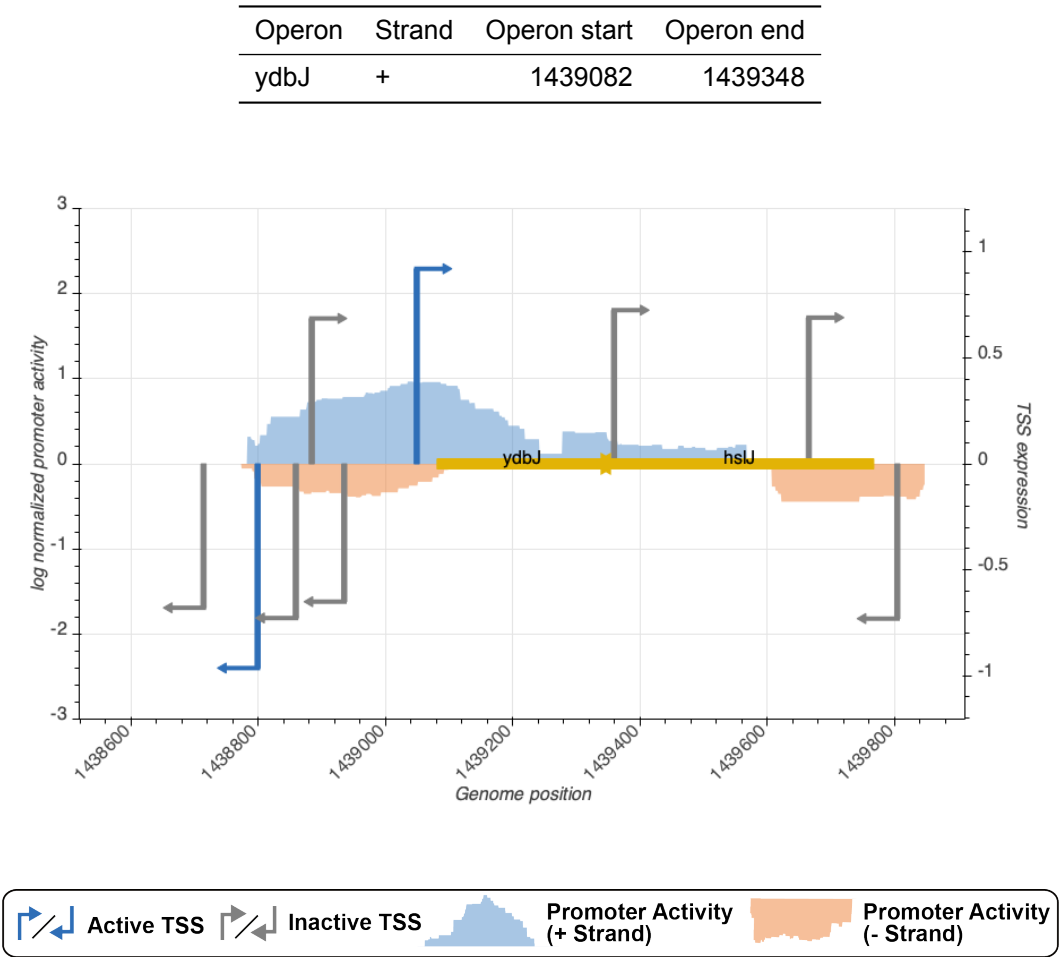 Operon Strand Operon start Operon end
ydbJ + 1439082 1439348
3
2
1
0
-1
-2
-3
log normalized promoter activity
1
0.5
0
-0.5
-1
TSS expression
ydbJ
hslJ
1438600
1438800
1439000
1439200
1439400
1439600
1439800
Genome position
Active TSS
Inactive TSS
Promoter Activity
(+ Strand)
Promoter Activity
(- Strand)